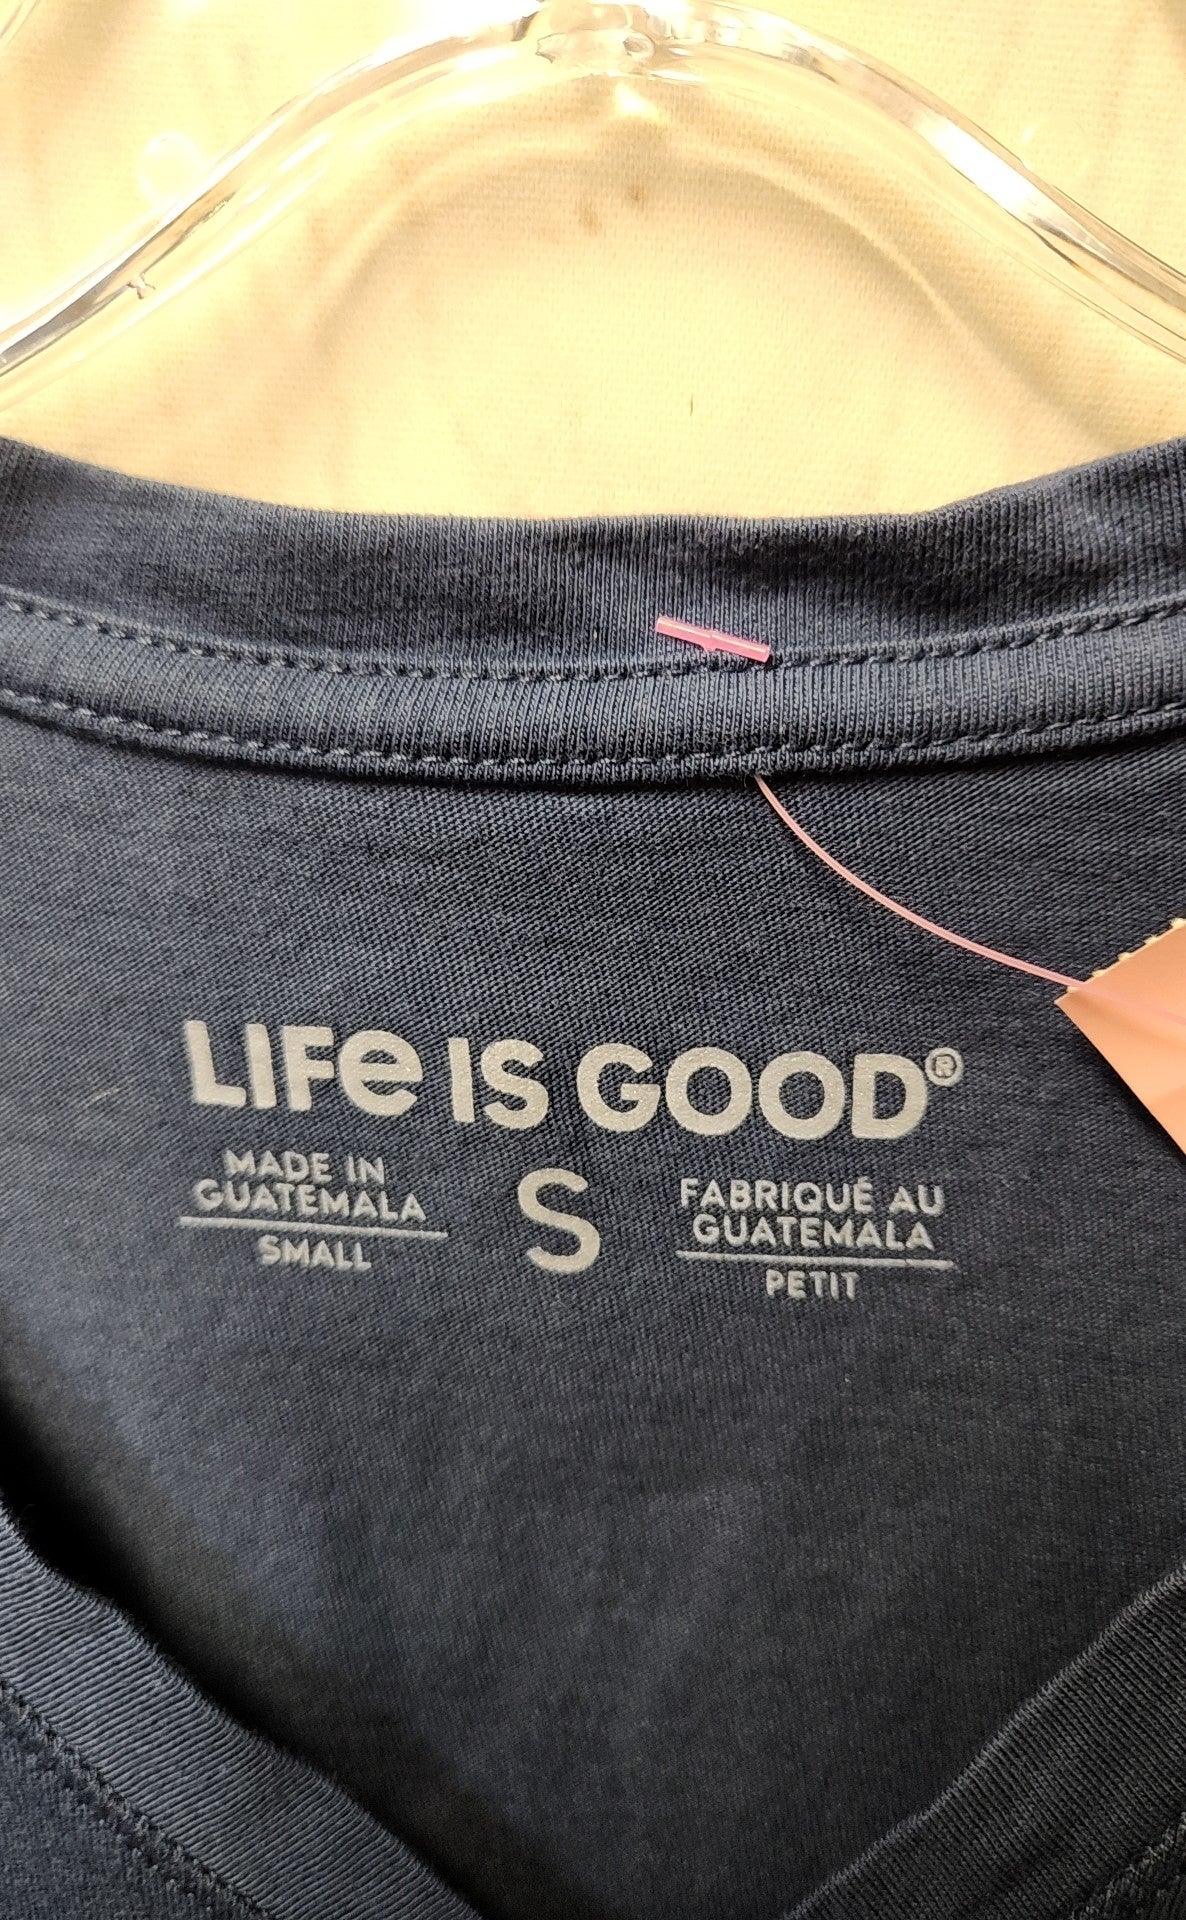 LIFe IS GOOD®
MADE IN
GUATEMALA
SMALL
S
FABRIQUÉ AU
GUATEMALA
PETIT